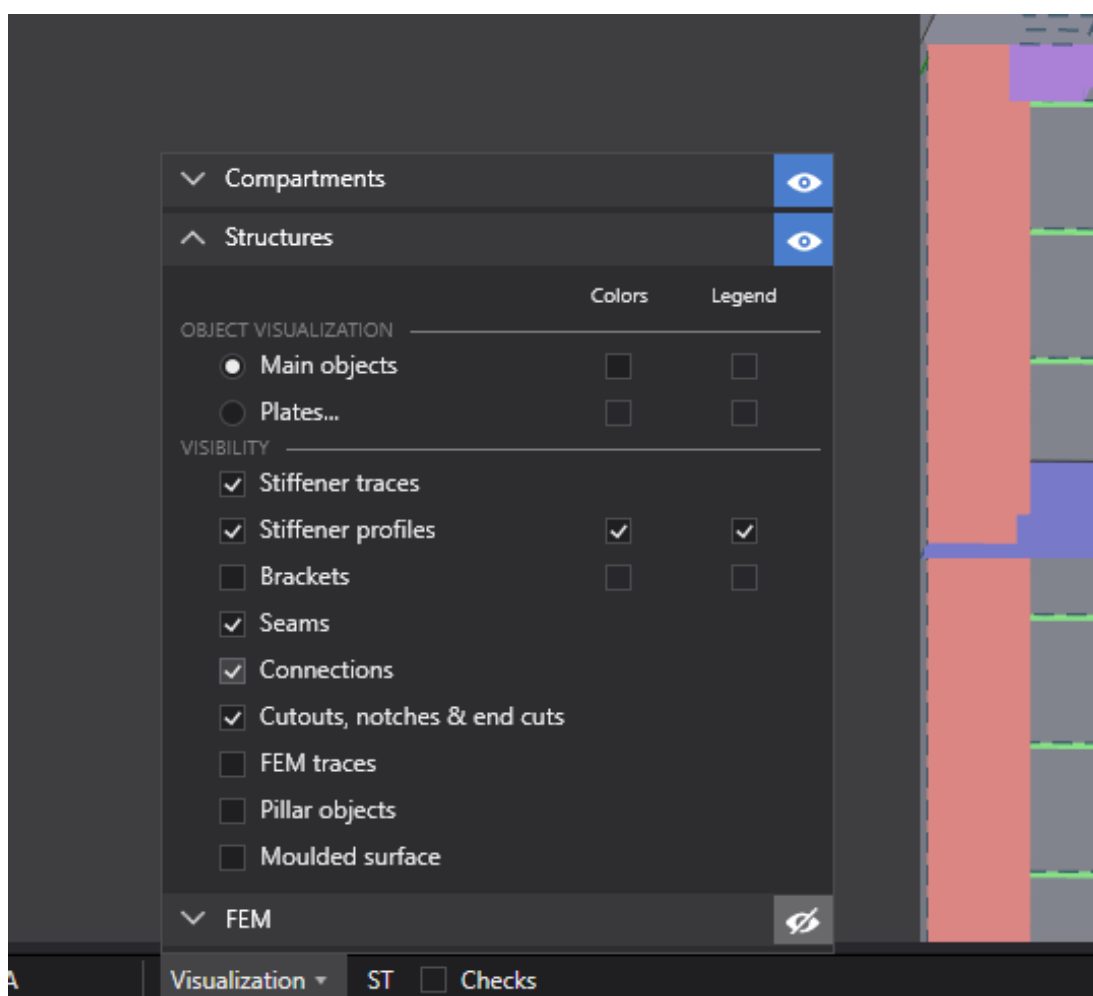 Compartments
Structures
Colors Legend
OBJECT VISUALIZATION
Main objects
Plates...
VISIBILITY
Stiffener traces
Stiffener profiles
Brackets
Seams
Connections
Cutouts, notches & end cuts
FEM traces
Pillar objects
Moulded surface
FEM
A Visualization ST Checks